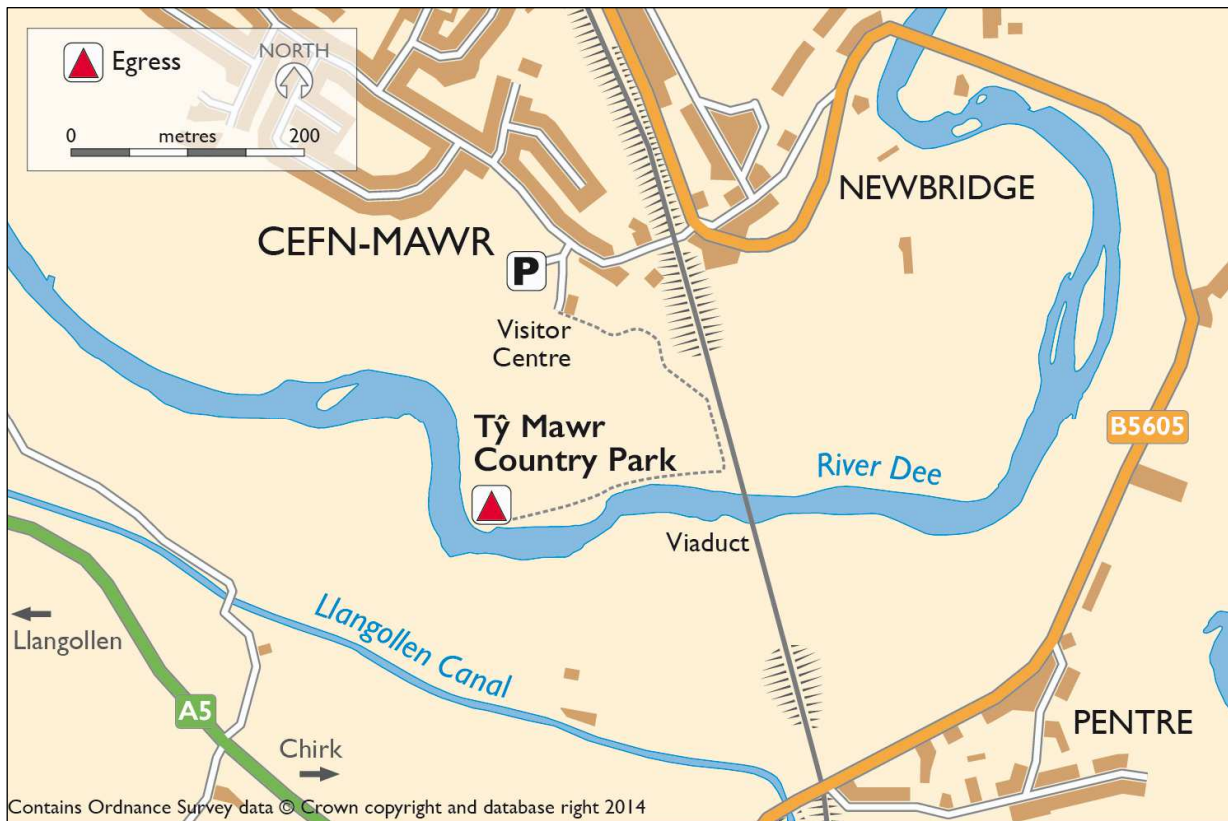 Egress
NORTH
0 metres 200
NEWBRIDGE
CEFN-MAWR
P
Visitor
Centre
Tŷ Mawr
Country Park
B5605
River Dee
Viaduct
Llangollen
Llangollen Canal
A5
PENTRE
Chirk
Contains Ordnance Survey data © Crown copyright and database right 2014